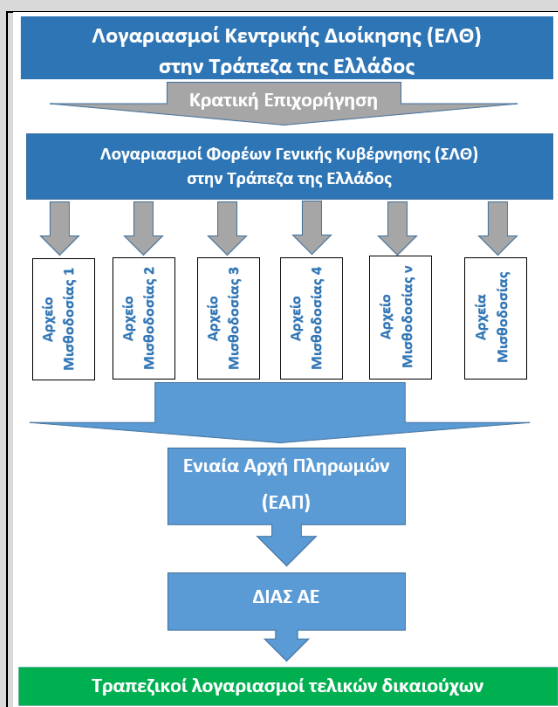 Λογαριασμοί Κεντρικής Διοίκησης (ΕΛΘ)
στην Τράπεζα της Ελλάδος
Κρατική Επιχορήγηση
Λογαριασμοί Φορέων Γενικής Κυβέρνησης (ΣΛΘ)
στην Τράπεζα της Ελλάδος
Αρχείο
Μισθοδοσίας 1
Αρχείο
Μισθοδοσίας 2
Αρχείο
Μισθοδοσίας 3
Αρχείο
Μισθοδοσίας 4
Αρχείο
Μισθοδοσίας ν
Αρχεία
Μισθοδοσίας
Ενιαία Αρχή Πληρωμών
(ΕΑΠ)
ΔΙΑΣ ΑΕ
Τραπεζικοί λογαριασμοί τελικών δικαιούχων